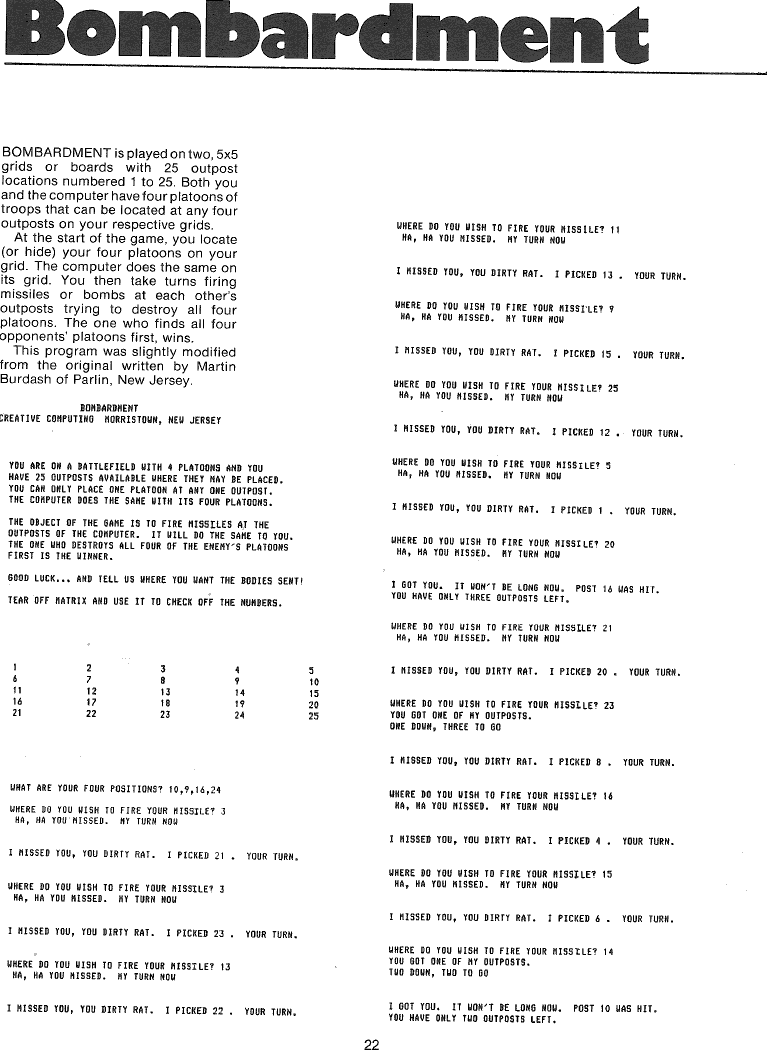 Bombardment
BOMBARDMENT is played on two, 5x5
grids or boards with 25 outpost
locations numbered 1 to 25. Both you
and the computer have four platoons of
troops that can be located at any four
outposts on your respective grids.
At the start of the game, you locate
(or hide) your four platoons on your
grid. The computer does the same on
its grid. You then take turns firing
missiles or bombs at each other's
outposts trying to destroy all four
platoons. The one who finds all four
opponents' platoons first, wins.
This program was slightly modified
from the original written by Martin
Burdash of Parlin, New Jersey.
BOMBARDMENT
CREATIVE COMPUTING MORRISTOWN, NEW JERSEY
YOU ARE ON A BATTLEFIELD WITH 4 PLATOONS AND YOU
HAVE 25 OUTPOSTS AVAILABLE WHERE THEY MAY BE PLACED.
YOU CAN ONLY PLACE ONE PLATOON AT ANY ONE OUTPOST.
THE COMPUTER DOES THE SAME WITH ITS FOUR PLATOONS.
THE OBJECT OF THE GAME IS TO FIRE MISSILES AT THE
OUTPOSTS OF THE COMPUTER. IT WILL DO THE SAME TO YOU.
THE ONE WHO DESTROYS ALL FOUR OF THE ENEMY'S PLATOONS
FIRST IS THE WINNER.
GOOD LUCK... AND TELL US WHERE YOU WANT THE BODIES SENT!
TEAR OFF MATRIX AND USE IT TO CHECK OFF THE NUMBERS.
1 2 3 4 5
6 7 8 9 10
11 12 13 14 15
16 17 18 19 20
21 22 23 24 25
WHAT ARE YOUR FOUR POSITIONS? 10,9,16,24
WHERE DO YOU WISH TO FIRE YOUR MISSILE? 3
HA, HA YOU MISSED. MY TURN NOW
I MISSED YOU, YOU DIRTY RAT. I PICKED 21 . YOUR TURN.
WHERE DO YOU WISH TO FIRE YOUR MISSILE? 3
HA, HA YOU MISSED. MY TURN NOW
I MISSED YOU, YOU DIRTY RAT. I PICKED 23 . YOUR TURN.
WHERE DO YOU WISH TO FIRE YOUR MISSILE? 13
HA, HA YOU MISSED. MY TURN NOW
I MISSED YOU, YOU DIRTY RAT. I PICKED 22 . YOUR TURN.
WHERE DO YOU WISH TO FIRE YOUR MISSILE? 11
HA, HA YOU MISSED. MY TURN NOW
I MISSED YOU, YOU DIRTY RAT. I PICKED 13 . YOUR TURN.
WHERE DO YOU WISH TO FIRE YOUR MISSILE? 9
HA, HA YOU MISSED. MY TURN NOW
I MISSED YOU, YOU DIRTY RAT. I PICKED 15 . YOUR TURN.
WHERE DO YOU WISH TO FIRE YOUR MISSILE? 25
HA, HA YOU MISSED. MY TURN NOW
I MISSED YOU, YOU DIRTY RAT. I PICKED 12 . YOUR TURN.
WHERE DO YOU WISH TO FIRE YOUR MISSILE? 5
HA, HA YOU MISSED. MY TURN NOW
I MISSED YOU, YOU DIRTY RAT. I PICKED 1 . YOUR TURN.
WHERE DO YOU WISH TO FIRE YOUR MISSILE? 20
HA, HA YOU MISSED. MY TURN NOW
I GOT YOU. IT WON'T BE LONG NOW. POST 16 WAS HIT.
YOU HAVE ONLY THREE OUTPOSTS LEFT.
WHERE DO YOU WISH TO FIRE YOUR MISSILE? 21
HA, HA YOU MISSED. MY TURN NOW
I MISSED YOU, YOU DIRTY RAT. I PICKED 20 . YOUR TURN.
WHERE DO YOU WISH TO FIRE YOUR MISSILE? 23
YOU GOT ONE OF MY OUTPOSTS.
ONE DOWN, THREE TO GO
I MISSED YOU, YOU DIRTY RAT. I PICKED 8 . YOUR TURN.
WHERE DO YOU WISH TO FIRE YOUR MISSILE? 16
HA, HA YOU MISSED. MY TURN NOW
I MISSED YOU, YOU DIRTY RAT. I PICKED 4 . YOUR TURN.
WHERE DO YOU WISH TO FIRE YOUR MISSILE? 15
HA, HA YOU MISSED. MY TURN NOW
I MISSED YOU, YOU DIRTY RAT. I PICKED 6 . YOUR TURN.
WHERE DO YOU WISH TO FIRE YOUR MISSILE? 14
YOU GOT ONE OF MY OUTPOSTS.
TWO DOWN, TWO TO GO
I GOT YOU. IT WON'T BE LONG NOW. POST 10 WAS HIT.
YOU HAVE ONLY TWO OUTPOSTS LEFT.
22